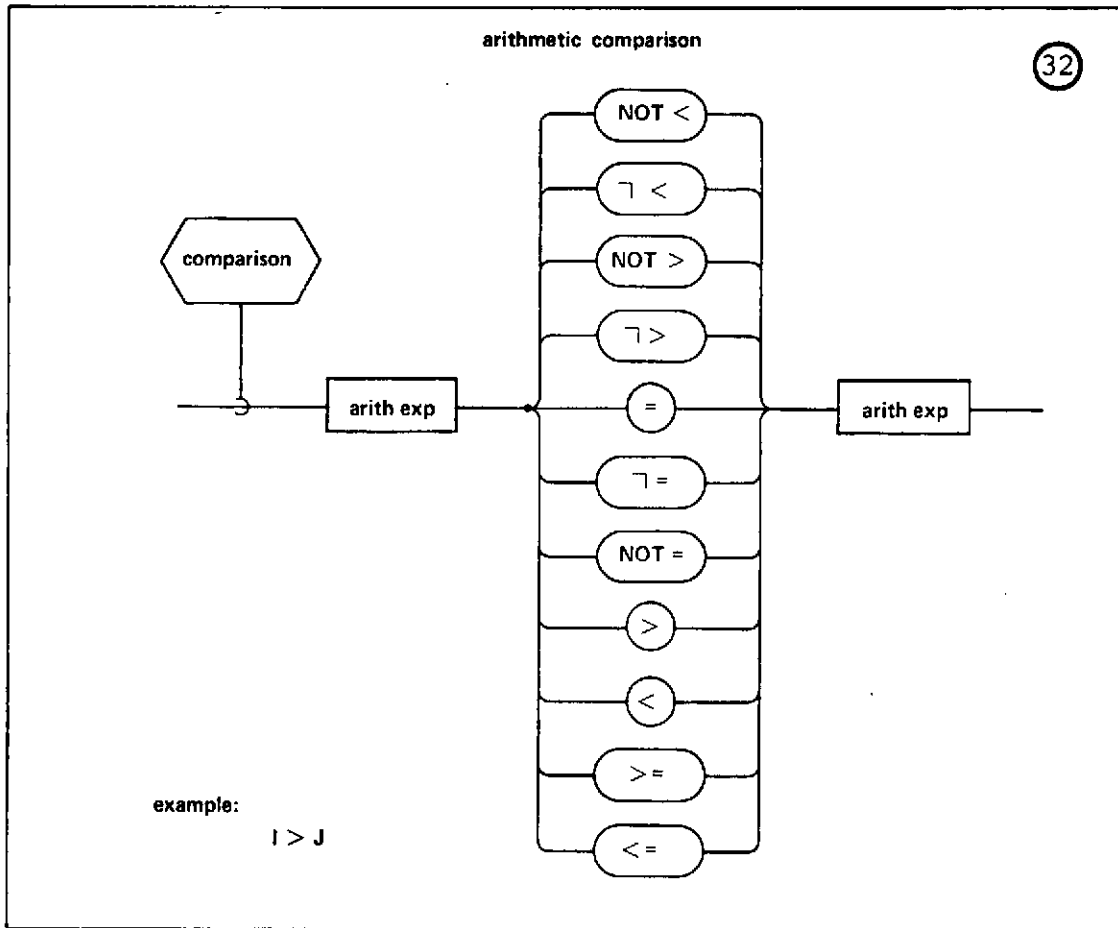 arithmetic comparison
32
NOT <
¬ <
NOT >
¬ >
comparison
arith exp
=
arith exp
¬ =
NOT =
>
<
> =
< =
example:
I > J